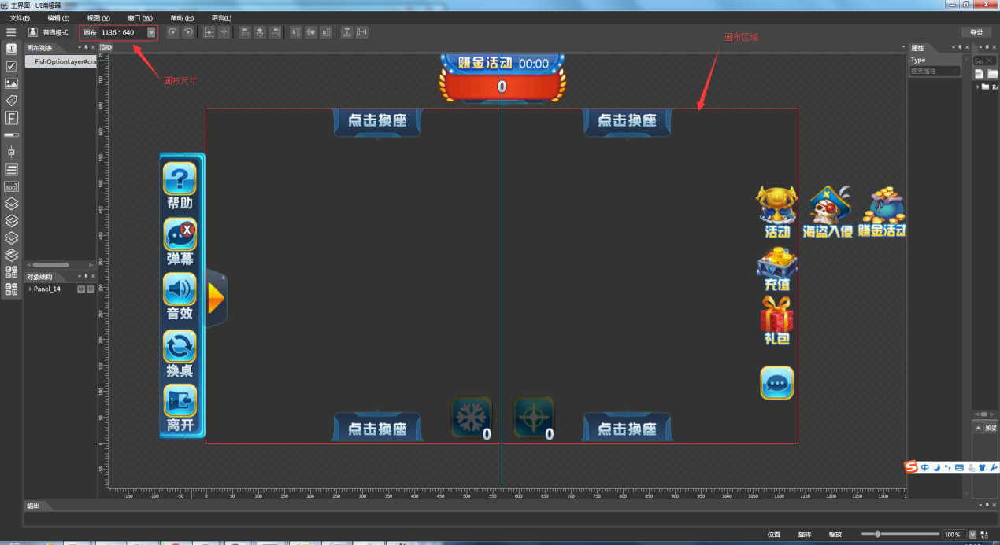 主界面--UI编辑器
文件(F) 编辑(E) 视图(V) 窗口(W) 帮助(H) 语言(L)
普通模式 画布 1136 * 640 登录
画布列表 渲染 属性
FishOptionLayer#cra
Type
搜索属性
画布尺寸
画布区域
赚金活动 00:00
0
点击换座 点击换座
帮助
弹幕
音效
换桌
离开
活动 海盗入侵 赚金活动
充值
礼包
对象结构
Panel_14
点击换座 0 0 点击换座
预览
中
-150 -100 -50 0 50 100 150 200 250 300 350 400 450 500 550 600 650 700 750 800 850 900 950 1000 1050 1100 1150 1200 1250 1300
输出
位置 旋转 缩放 100 %